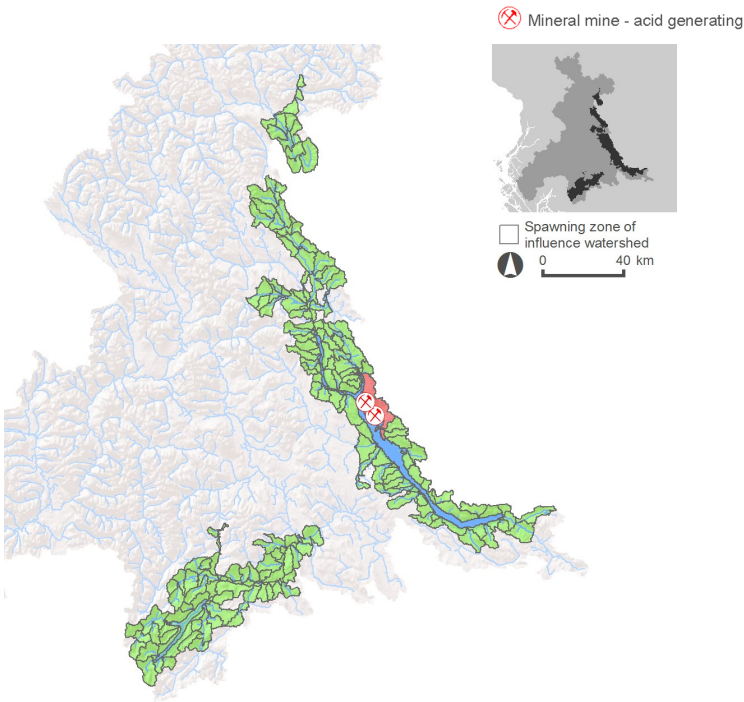 Mineral mine - acid generating
Spawning zone of
influence watershed
0 40 km